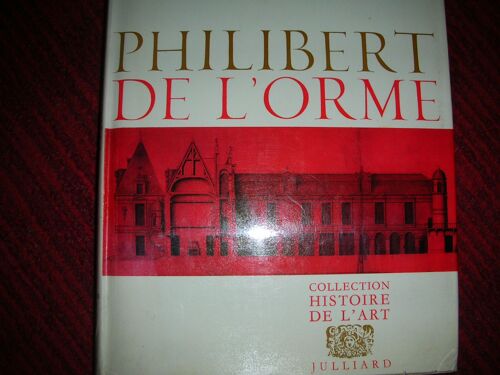 PHILIBERT
DE L'ORME
COLLECTION
HISTOIRE
DE L'ART
JULLIARD